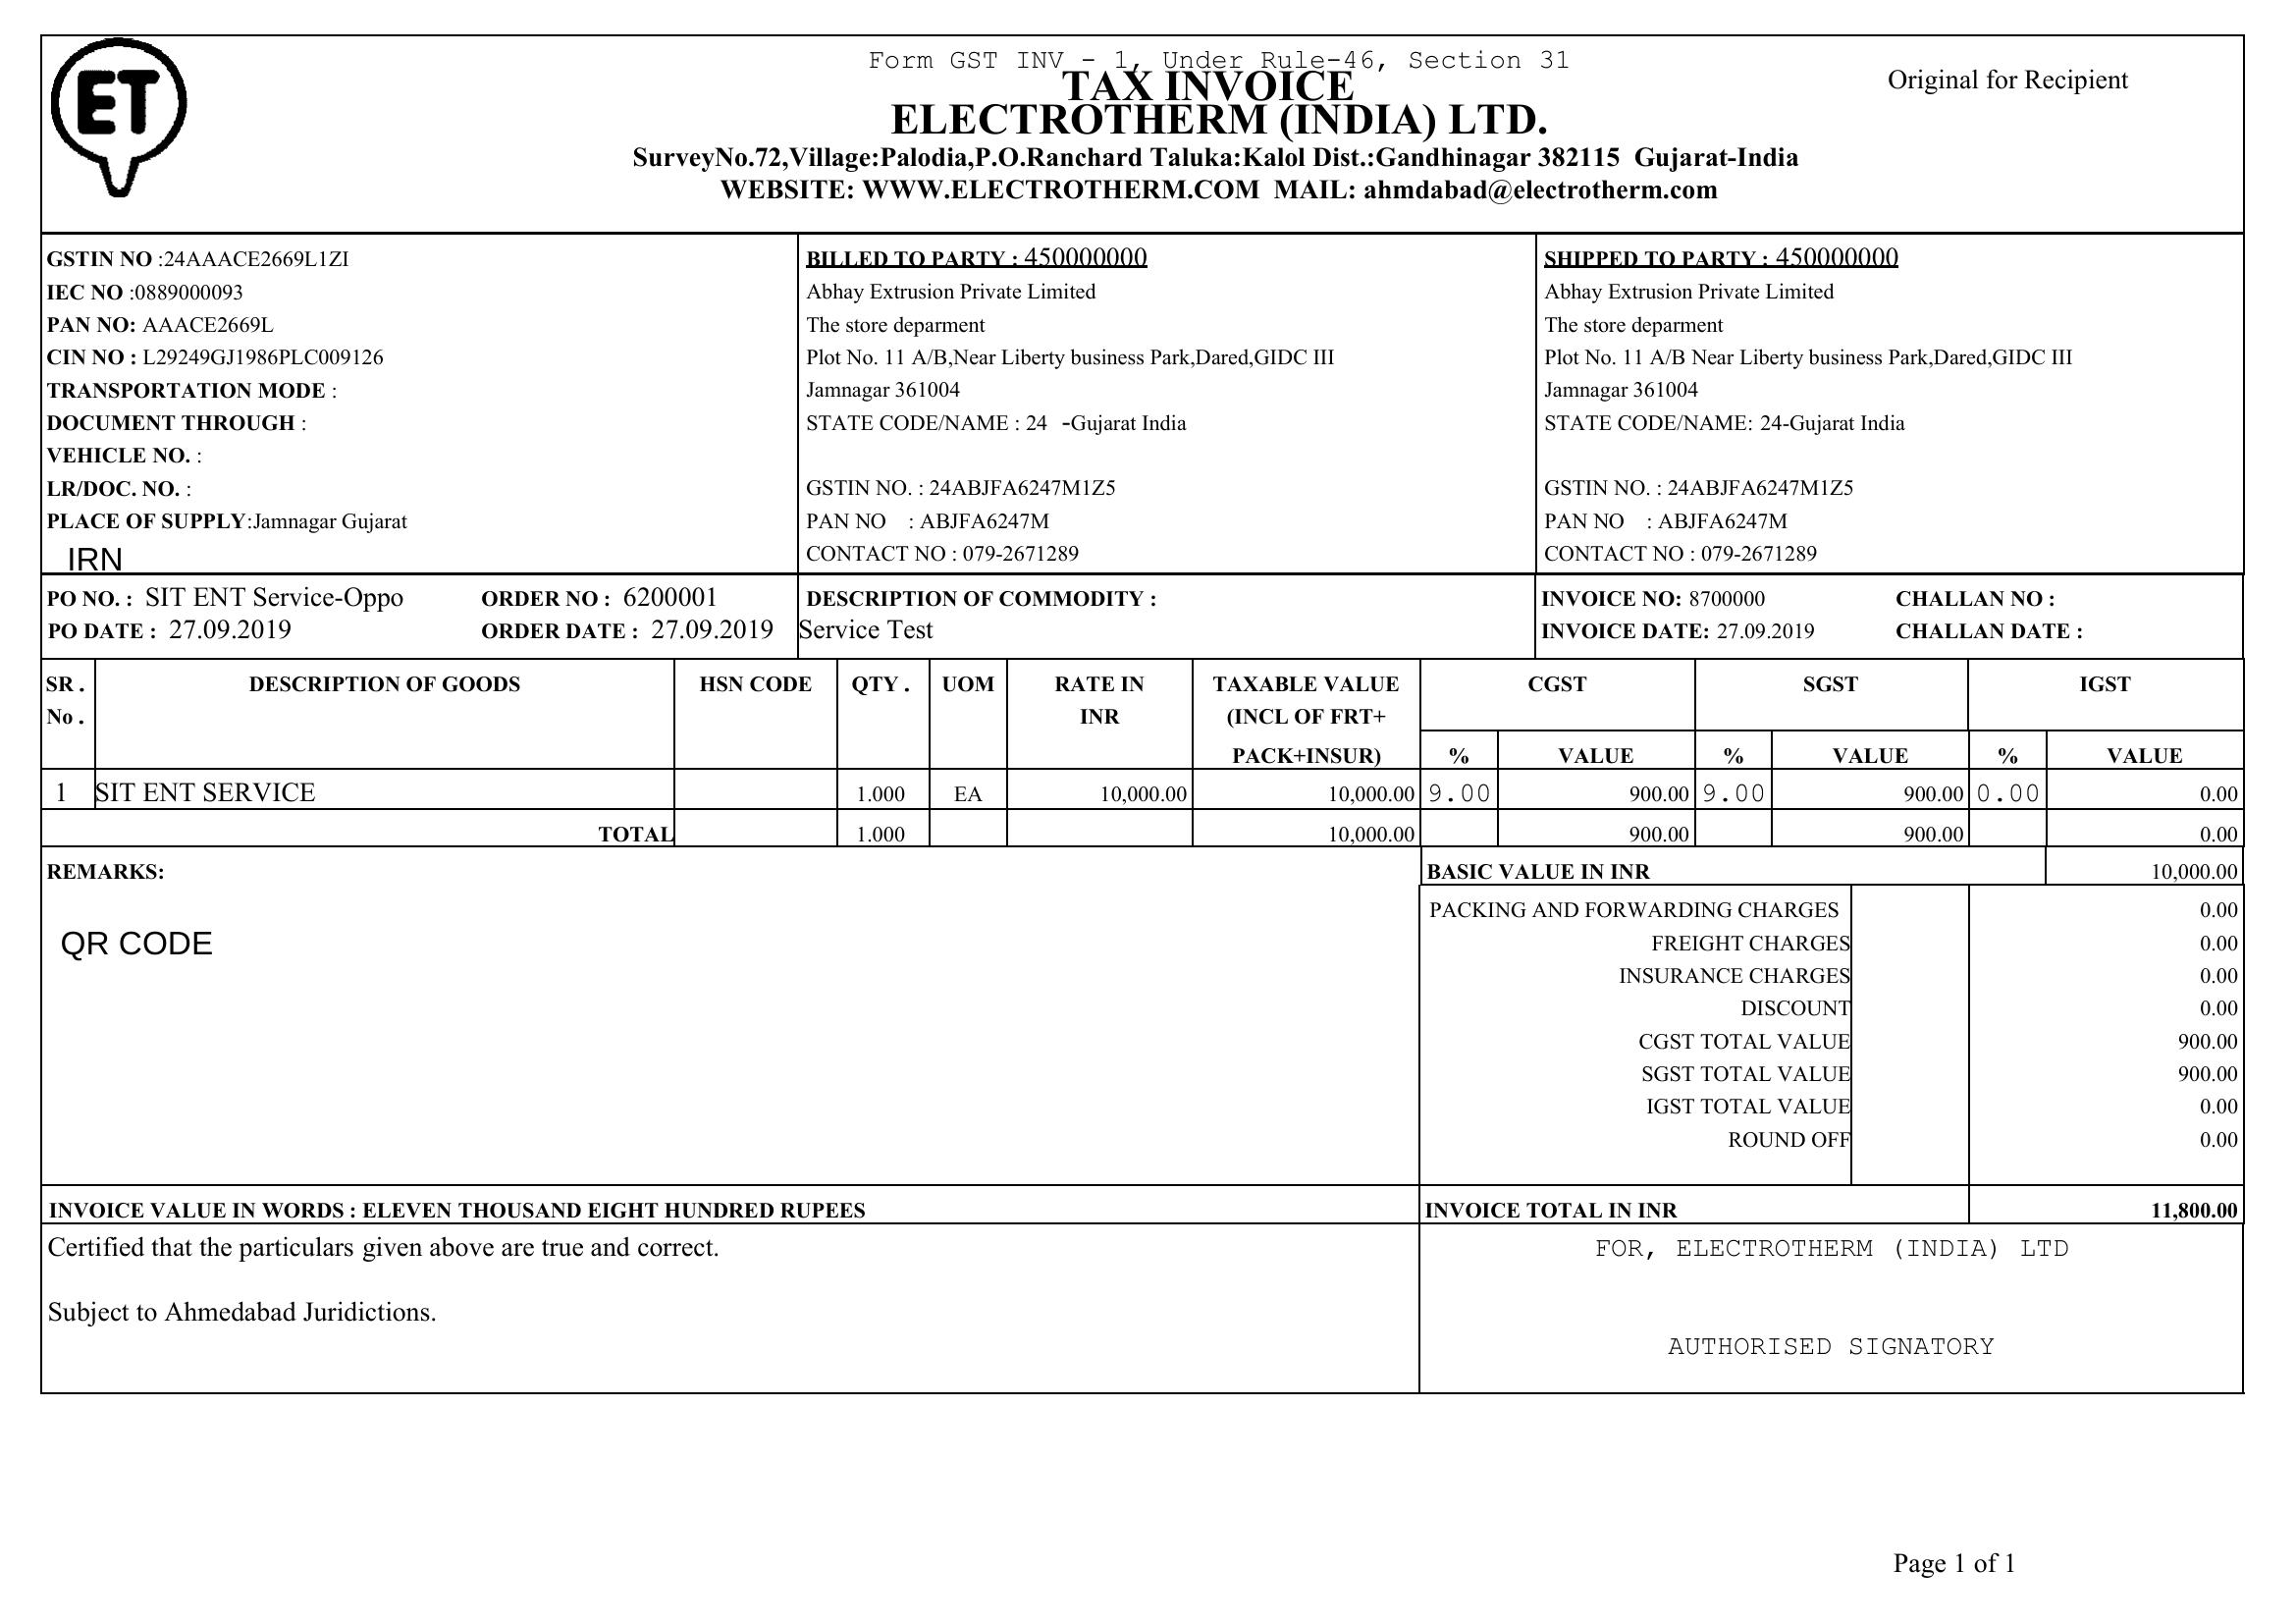 Form GST INV - 1, Under Rule-46, Section 31
ET
TAX INVOICE
Original for Recipient
ELECTROTHERM (INDIA) LTD.
SurveyNo.72,Village:Palodia,P.O.Ranchard Taluka:Kalol Dist.:Gandhinagar 382115 Gujarat-India
WEBSITE: WWW.ELECTROTHERM.COM MAIL: ahmdabad@electrotherm.com
GSTIN NO :24AAACE2669L1ZI
IEC NO :0889000093
PAN NO: AAACE2669L
CIN NO : L29249GJ1986PLC009126
TRANSPORTATION MODE :
DOCUMENT THROUGH :
VEHICLE NO. :
LR/DOC. NO. :
PLACE OF SUPPLY:Jamnagar Gujarat
IRN
BILLED TO PARTY : 450000000
Abhay Extrusion Private Limited
The store deparment
Plot No. 11 A/B,Near Liberty business Park,Dared,GIDC III
Jamnagar 361004
STATE CODE/NAME : 24 -Gujarat India
GSTIN NO. : 24ABJFA6247M1Z5
PAN NO : ABJFA6247M
CONTACT NO : 079-2671289
SHIPPED TO PARTY : 450000000
Abhay Extrusion Private Limited
The store deparment
Plot No. 11 A/B Near Liberty business Park,Dared,GIDC III
Jamnagar 361004
STATE CODE/NAME: 24-Gujarat India
GSTIN NO. : 24ABJFA6247M1Z5
PAN NO : ABJFA6247M
CONTACT NO : 079-2671289
PO NO. : SIT ENT Service-Oppo ORDER NO : 6200001
PO DATE : 27.09.2019 ORDER DATE : 27.09.2019
DESCRIPTION OF COMMODITY :
Service Test
INVOICE NO: 8700000 CHALLAN NO :
INVOICE DATE: 27.09.2019 CHALLAN DATE :
SR . DESCRIPTION OF GOODS HSN CODE QTY . UOM RATE IN TAXABLE VALUE CGST SGST IGST
No . INR (INCL OF FRT+
PACK+INSUR) % VALUE % VALUE % VALUE
1 SIT ENT SERVICE 1.000 EA 10,000.00 10,000.00 9.00 900.00 9.00 900.00 0.00 0.00
TOTAL 1.000 10,000.00 900.00 900.00 0.00
REMARKS:
QR CODE
BASIC VALUE IN INR 10,000.00
PACKING AND FORWARDING CHARGES 0.00
FREIGHT CHARGES 0.00
INSURANCE CHARGES 0.00
DISCOUNT 0.00
CGST TOTAL VALUE 900.00
SGST TOTAL VALUE 900.00
IGST TOTAL VALUE 0.00
ROUND OFF 0.00
INVOICE VALUE IN WORDS : ELEVEN THOUSAND EIGHT HUNDRED RUPEES
INVOICE TOTAL IN INR 11,800.00
Certified that the particulars given above are true and correct.
Subject to Ahmedabad Juridictions.
FOR, ELECTROTHERM (INDIA) LTD
AUTHORISED SIGNATORY
Page 1 of 1